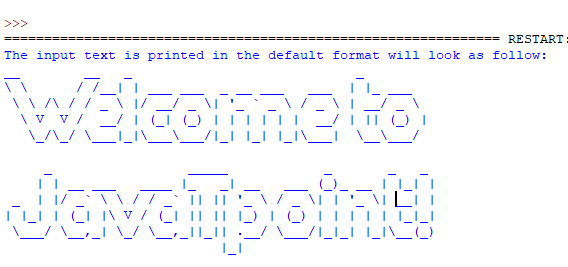 >>>
============================================================== RESTART:
The input text is printed in the default format will look as follow:
Welcome to
JavaTpoint!